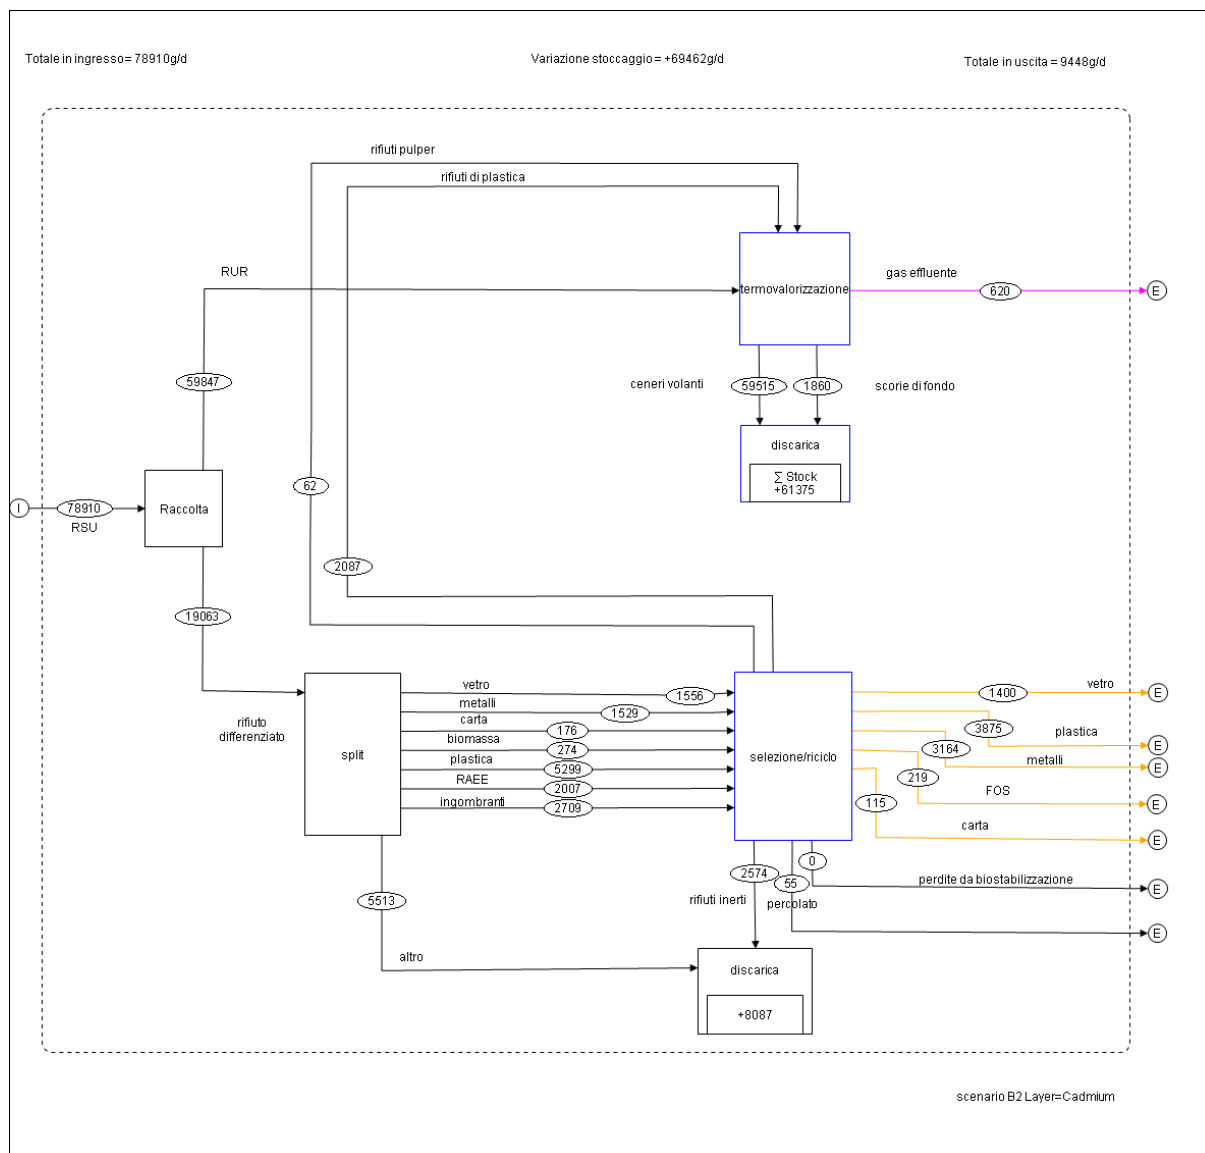 Totale in ingresso= 78910g/d
Variazione stoccaggio= +69462g/d
Totale in uscita = 9448g/d
rifiuti pulper
rifiuti di plastica
RUR
termovalorizzazione
gas effluente
620
E
59847
ceneri volanti
59515
1860
scorie di fondo
discarica
∑ Stock
+61375
62
I
78910
RSU
Raccolta
2087
19063
rifiuto
differenziato
split
vetro
1556
metalli
1529
carta
176
biomassa
274
plastica
5299
RAEE
2007
ingombranti
2709
selezione/riciclo
1400
vetro
E
3875
plastica
E
3164
metalli
E
219
FOS
E
115
carta
E
0
perdite da biostabilizzazione
E
55
percolato
E
2574
rifiuti inerti
5513
altro
discarica
+8087
scenario B2 Layer=Cadmium